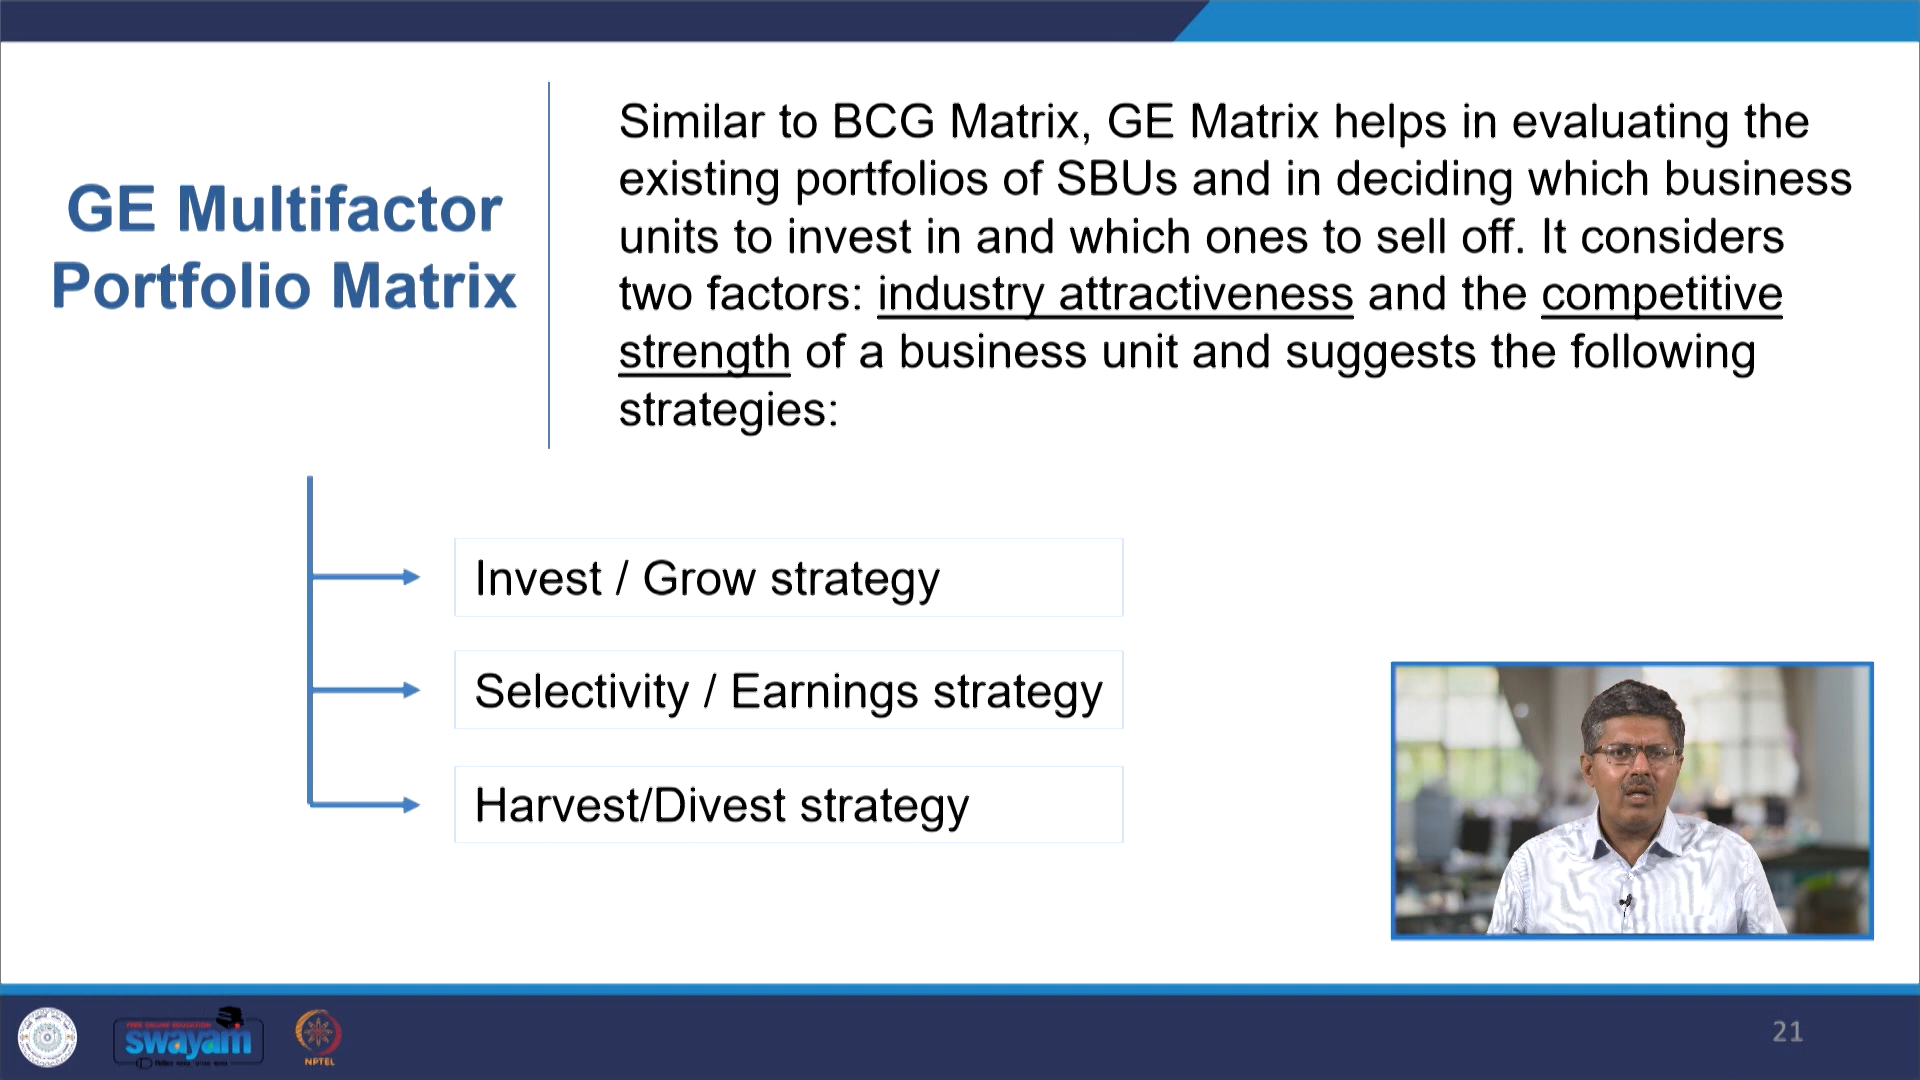 GE Multifactor
Portfolio Matrix
Similar to BCG Matrix, GE Matrix helps in evaluating the
existing portfolios of SBUs and in deciding which business
units to invest in and which ones to sell off. It considers
two factors: industry attractiveness and the competitive
strength of a business unit and suggests the following
strategies:
Invest / Grow strategy
Selectivity / Earnings strategy
Harvest/Divest strategy
FREE ONLINE EDUCATION
swayam
NPTEL
21